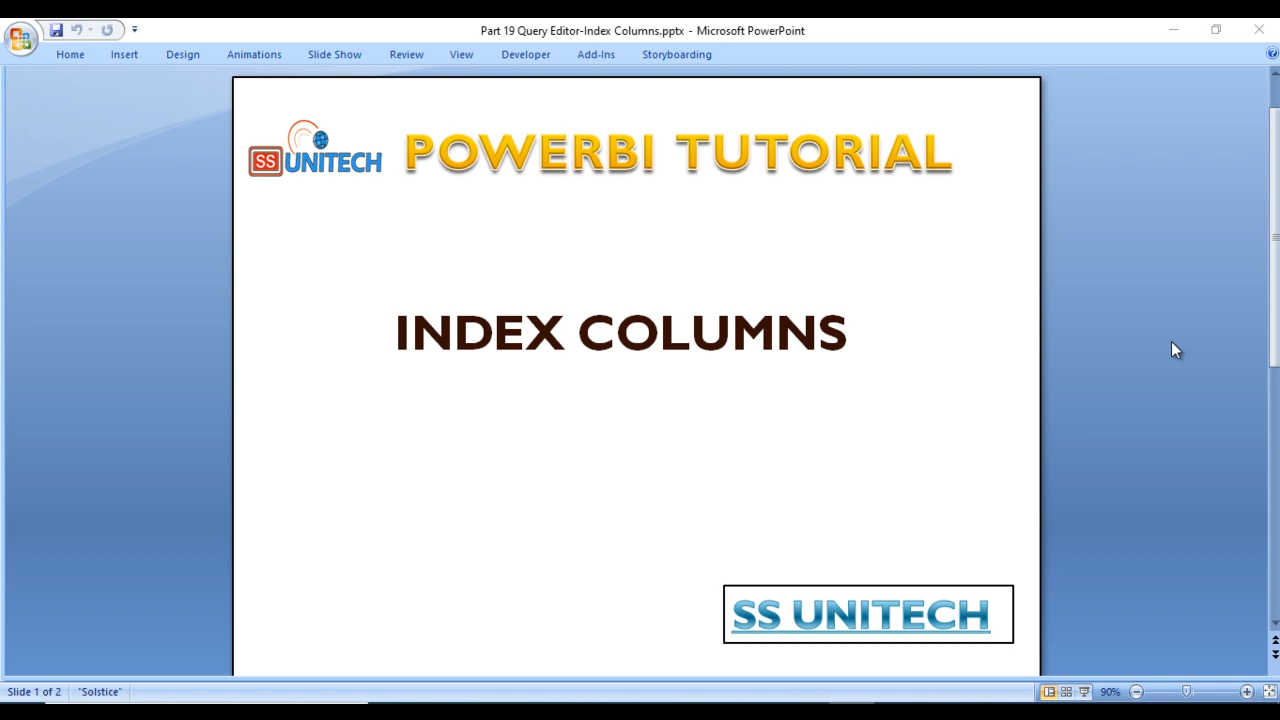 Part 19 Query Editor-Index Columns.pptx - Microsoft PowerPoint
Home Insert Design Animations Slide Show Review View Developer Add-Ins Storyboarding
SS UNITECH POWERBI TUTORIAL
INDEX COLUMNS
SS UNITECH
Slide 1 of 2 "Solstice" 90%